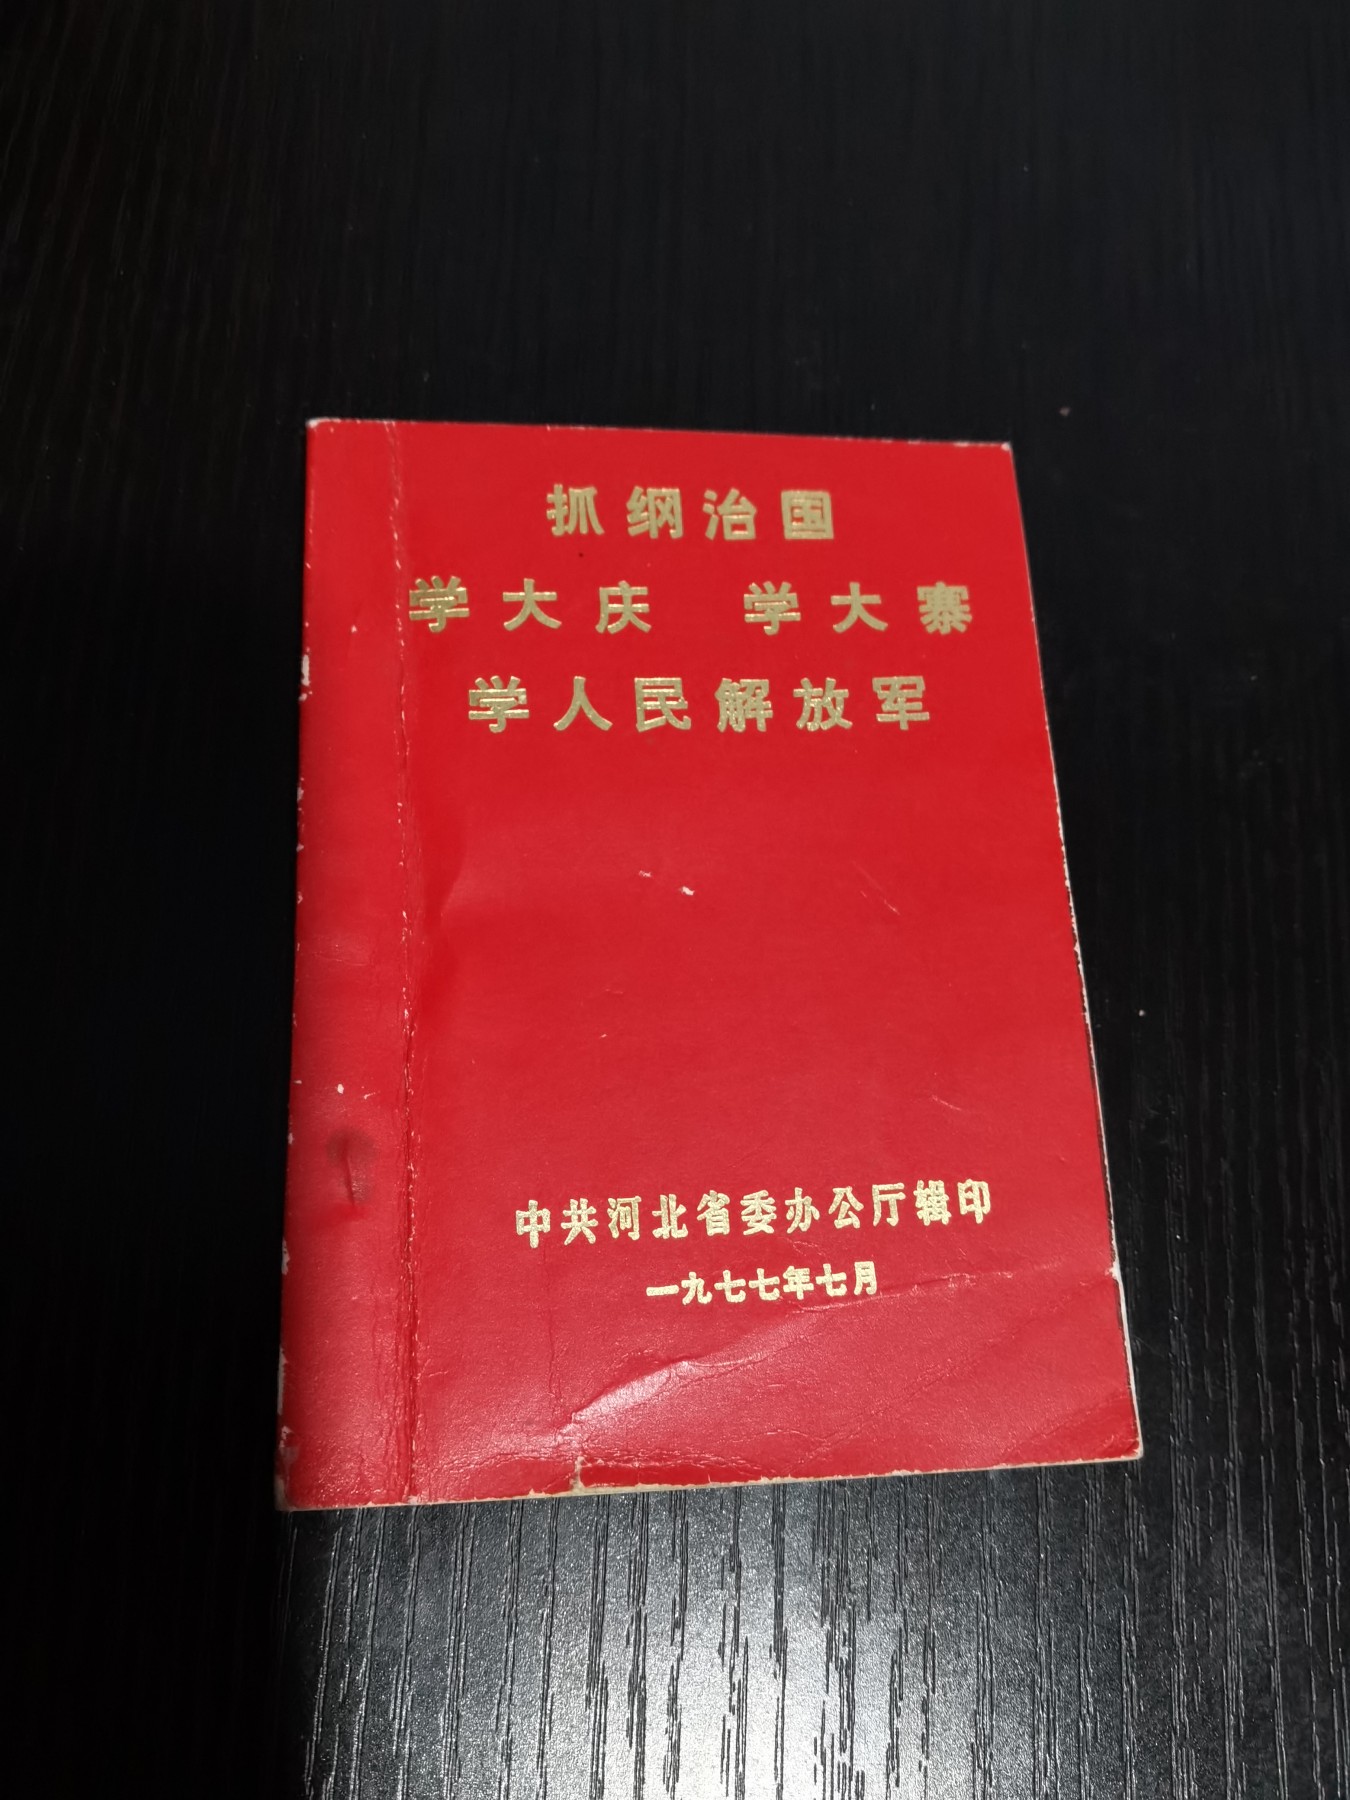 抓纲治国
学大庆 学大寨
学人民解放军
中共河北省委办公厅辑印
一九七七年七月